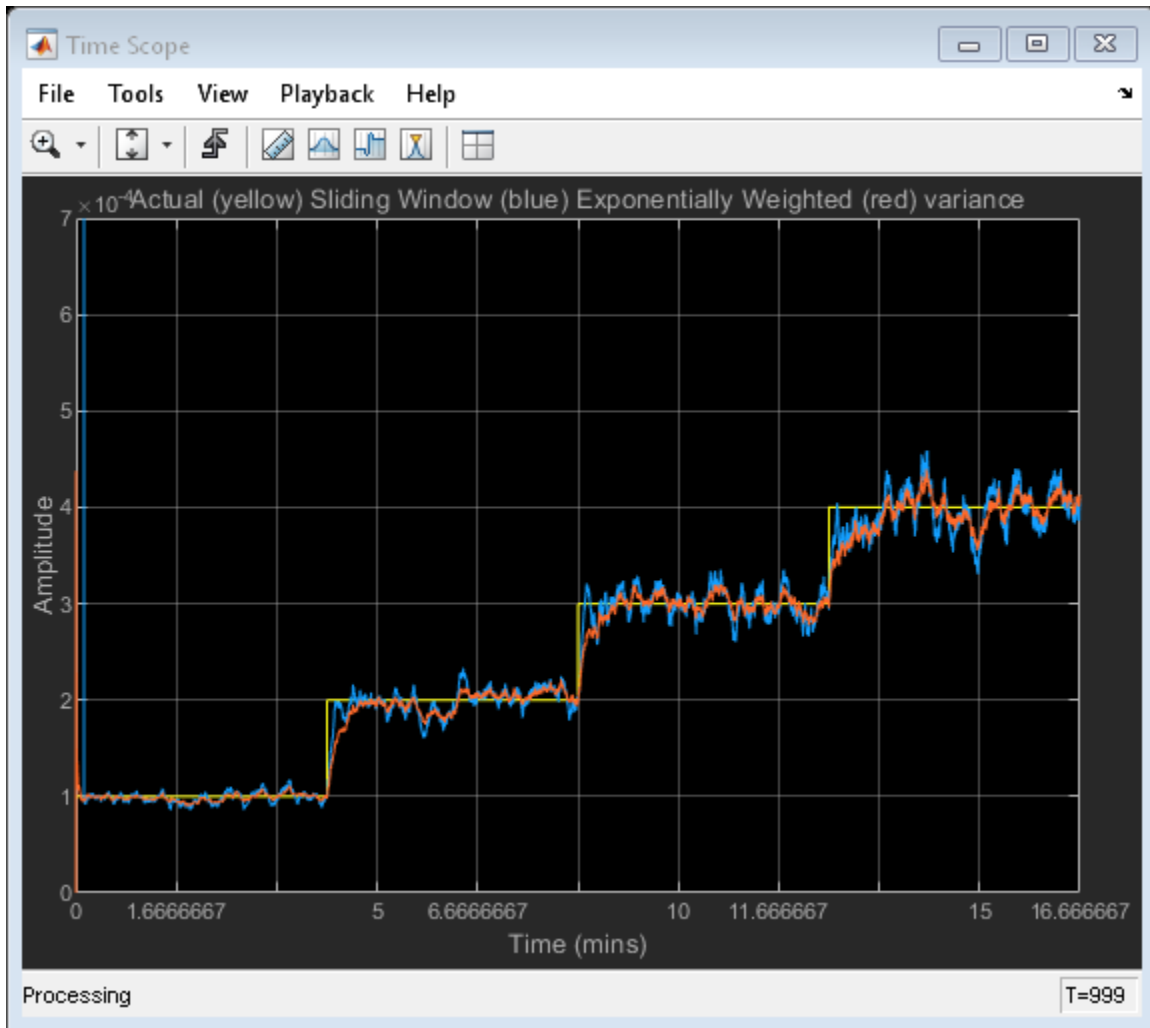 Time Scope
File Tools View Playback Help
×10⁻⁴ Actual (yellow) Sliding Window (blue) Exponentially Weighted (red) variance
7
6
5
4
3
2
1
0
Amplitude
0 1.6666667 5 6.6666667 10 11.666667 15 16.666667
Time (mins)
Processing T=999